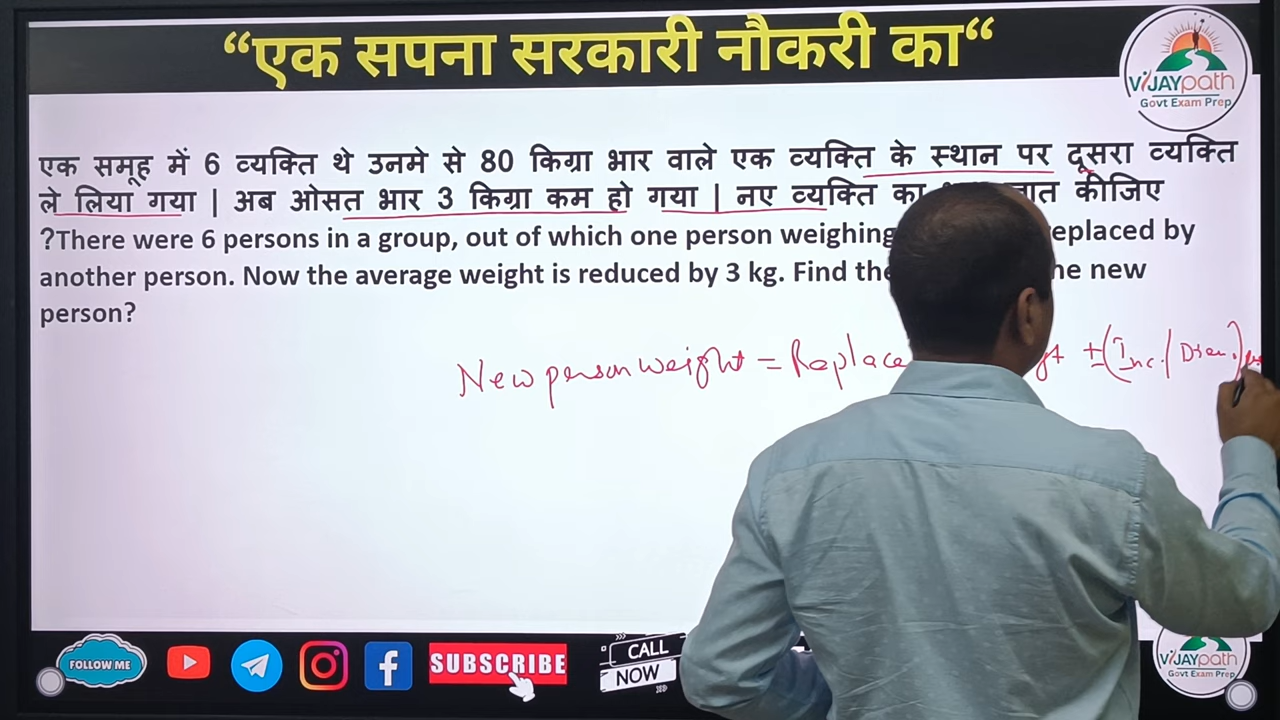 “एक सपना सरकारी नौकरी का“
VIJAYpath
Govt Exam Prep
एक समूह में 6 व्यक्ति थे उनमे से 80 किग्रा भार वाले एक व्यक्ति के स्थान पर दूसरा व्यक्ति
ले लिया गया | अब ओसत भार 3 किग्रा कम हो गया | नए व्यक्ति का कीजिए
?There were 6 persons in a group, out of which one person weighing eplaced by
another person. Now the average weight is reduced by 3 kg. Find the new
person?
New person weight = Replace ± (Inc./
FOLLOW ME
SUBSCRIBE
CALL
NOW
VIJAYpath
Govt Exam Prep